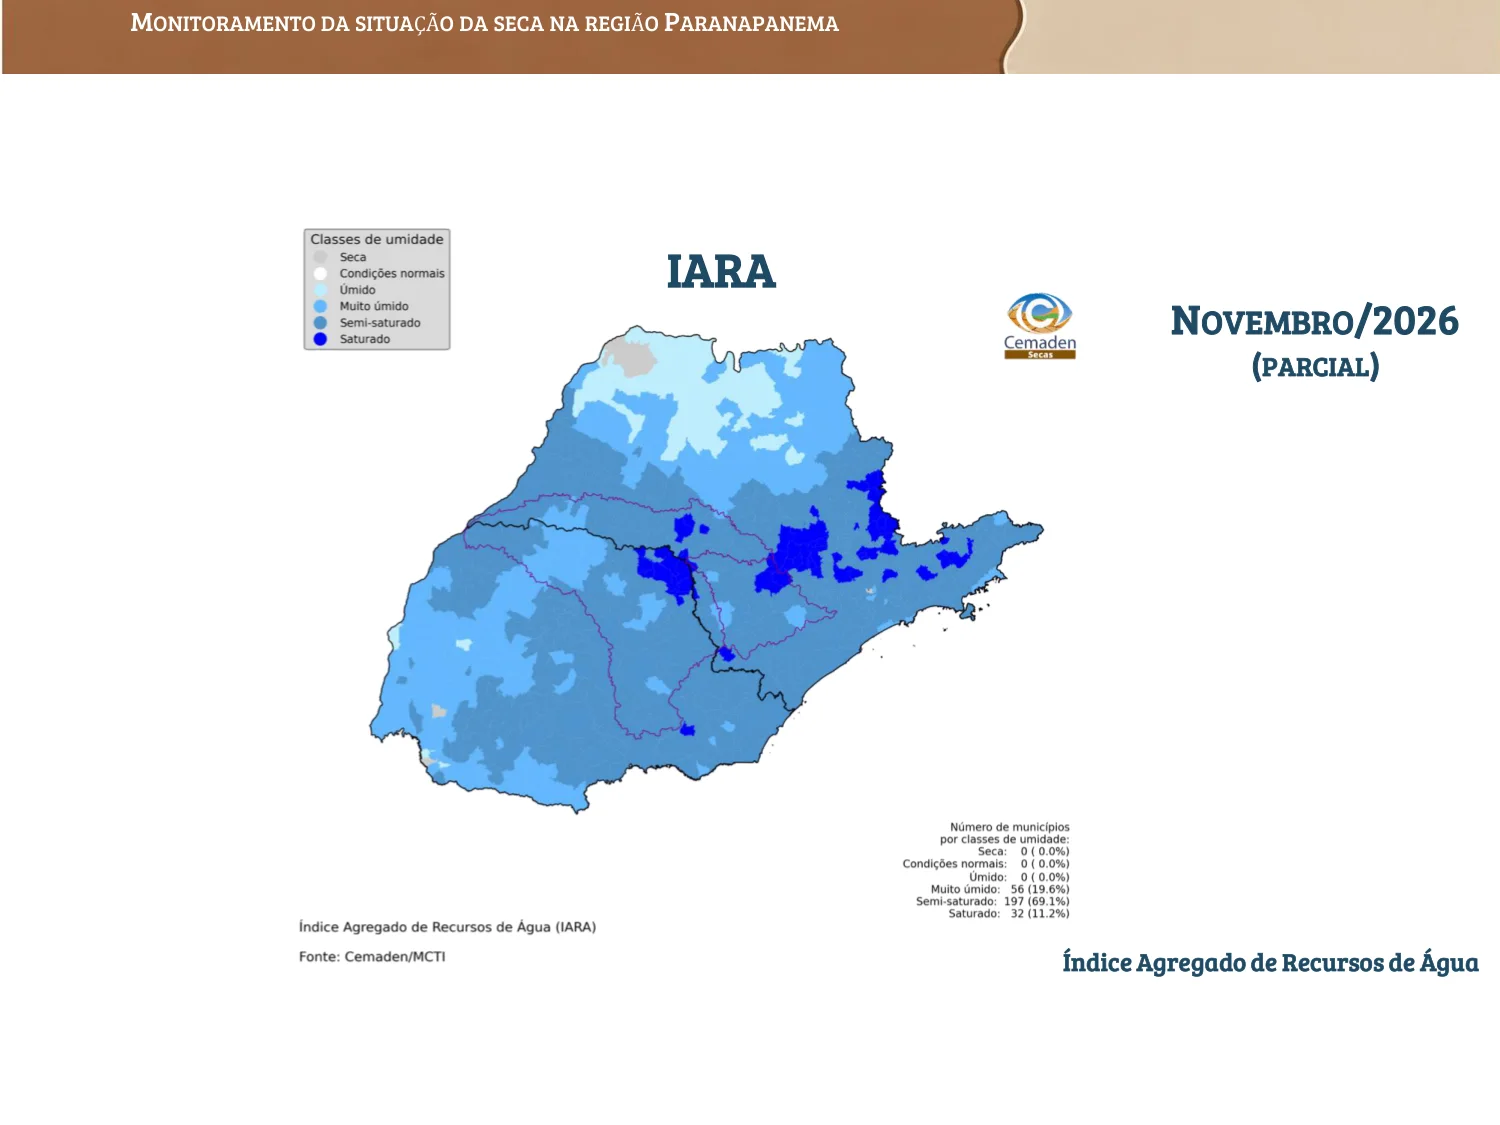 MONITORAMENTO DA SITUAÇÃO DA SECA NA REGIÃO PARANAPANEMA
Classes de umidade
Seca
Condições normais
Úmido
Muito úmido
Semi-saturado
Saturado
IARA
Cemaden
Secas
NOVEMBRO/2026
(PARCIAL)
Número de municípios
por classes de umidade:
Seca: 0 ( 0.0%)
Condições normais: 0 ( 0.0%)
Úmido: 0 ( 0.0%)
Muito úmido: 56 (19.6%)
Semi-saturado: 197 (69.1%)
Saturado: 32 (11.2%)
Índice Agregado de Recursos de Água (IARA)
Fonte: Cemaden/MCTI
Índice Agregado de Recursos de Água